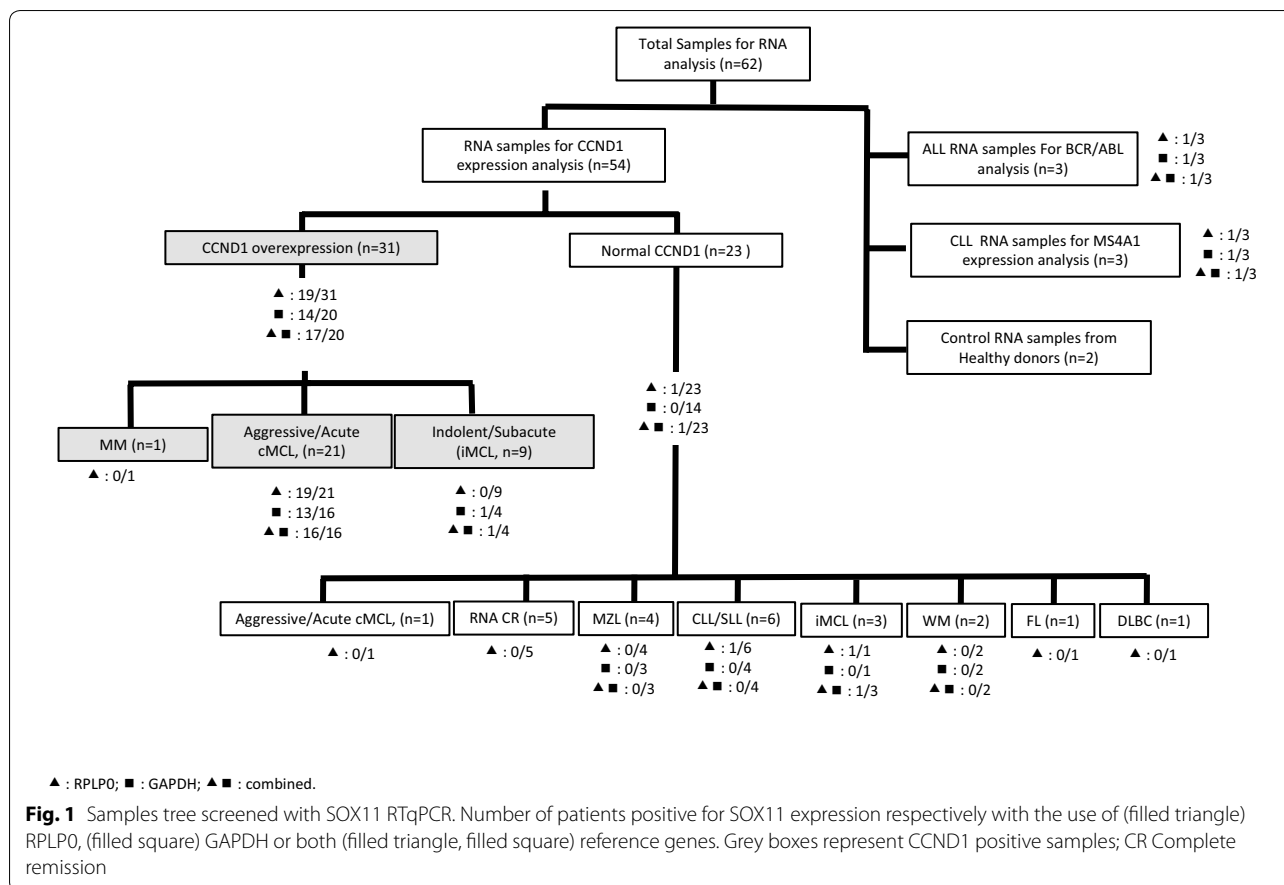 Total Samples for RNA
analysis (n=62)
RNA samples for CCND1
expression analysis (n=54)
ALL RNA samples For BCR/ABL
analysis (n=3)
▲ : 1/3
■ : 1/3
▲ ■ : 1/3
CCND1 overexpression (n=31)
Normal CCND1 (n=23 )
CLL RNA samples for MS4A1
expression analysis (n=3)
▲ : 1/3
■ : 1/3
▲ ■ : 1/3
▲ : 19/31
■ : 14/20
▲ ■ : 17/20
Control RNA samples from
Healthy donors (n=2)
▲ : 1/23
■ : 0/14
▲ ■ : 1/23
MM (n=1)
▲ : 0/1
Aggressive/Acute
cMCL, (n=21)
▲ : 19/21
■ : 13/16
▲ ■ : 16/16
Indolent/Subacute
(iMCL, n=9)
▲ : 0/9
■ : 1/4
▲ ■ : 1/4
Aggressive/Acute cMCL, (n=1)
▲ : 0/1
RNA CR (n=5)
▲ : 0/5
MZL (n=4)
▲ : 0/4
■ : 0/3
▲ ■ : 0/3
CLL/SLL (n=6)
▲ : 1/6
■ : 0/4
▲ ■ : 0/4
iMCL (n=3)
▲ : 1/1
■ : 0/1
▲ ■ : 1/3
WM (n=2)
▲ : 0/2
■ : 0/2
▲ ■ : 0/2
FL (n=1)
▲ : 0/1
DLBC (n=1)
▲ : 0/1
▲ : RPLP0; ■ : GAPDH; ▲ ■ : combined.
Fig. 1 Samples tree screened with SOX11 RTqPCR. Number of patients positive for SOX11 expression respectively with the use of (filled triangle)
RPLP0, (filled square) GAPDH or both (filled triangle, filled square) reference genes. Grey boxes represent CCND1 positive samples; CR Complete
remission